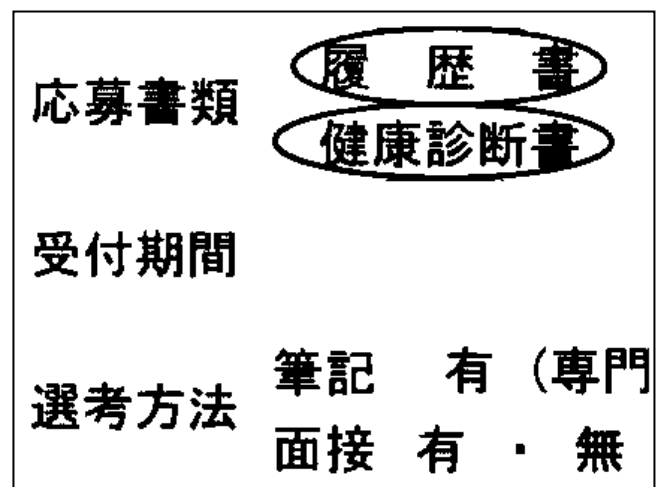 応募書類
履歴書
健康診断書
受付期間
選考方法
筆記 有 (専門
面接 有 ・ 無